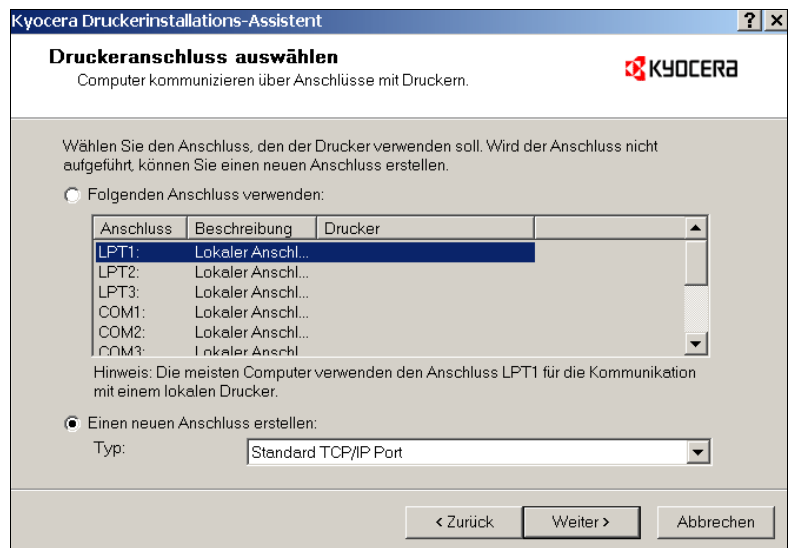 Kyocera Druckerinstallations-Assistent
Druckeranschluss auswählen
Computer kommunizieren über Anschlüsse mit Druckern.
KYOCERA
Wählen Sie den Anschluss, den der Drucker verwenden soll. Wird der Anschluss nicht
aufgeführt, können Sie einen neuen Anschluss erstellen.
Folgenden Anschluss verwenden:
Anschluss Beschreibung Drucker
LPT1: Lokaler Anschl...
LPT2: Lokaler Anschl...
LPT3: Lokaler Anschl...
COM1: Lokaler Anschl...
COM2: Lokaler Anschl...
COM3: Lokaler Anschl
Hinweis: Die meisten Computer verwenden den Anschluss LPT1 für die Kommunikation
mit einem lokalen Drucker.
Einen neuen Anschluss erstellen:
Typ: Standard TCP/IP Port
< Zurück Weiter > Abbrechen